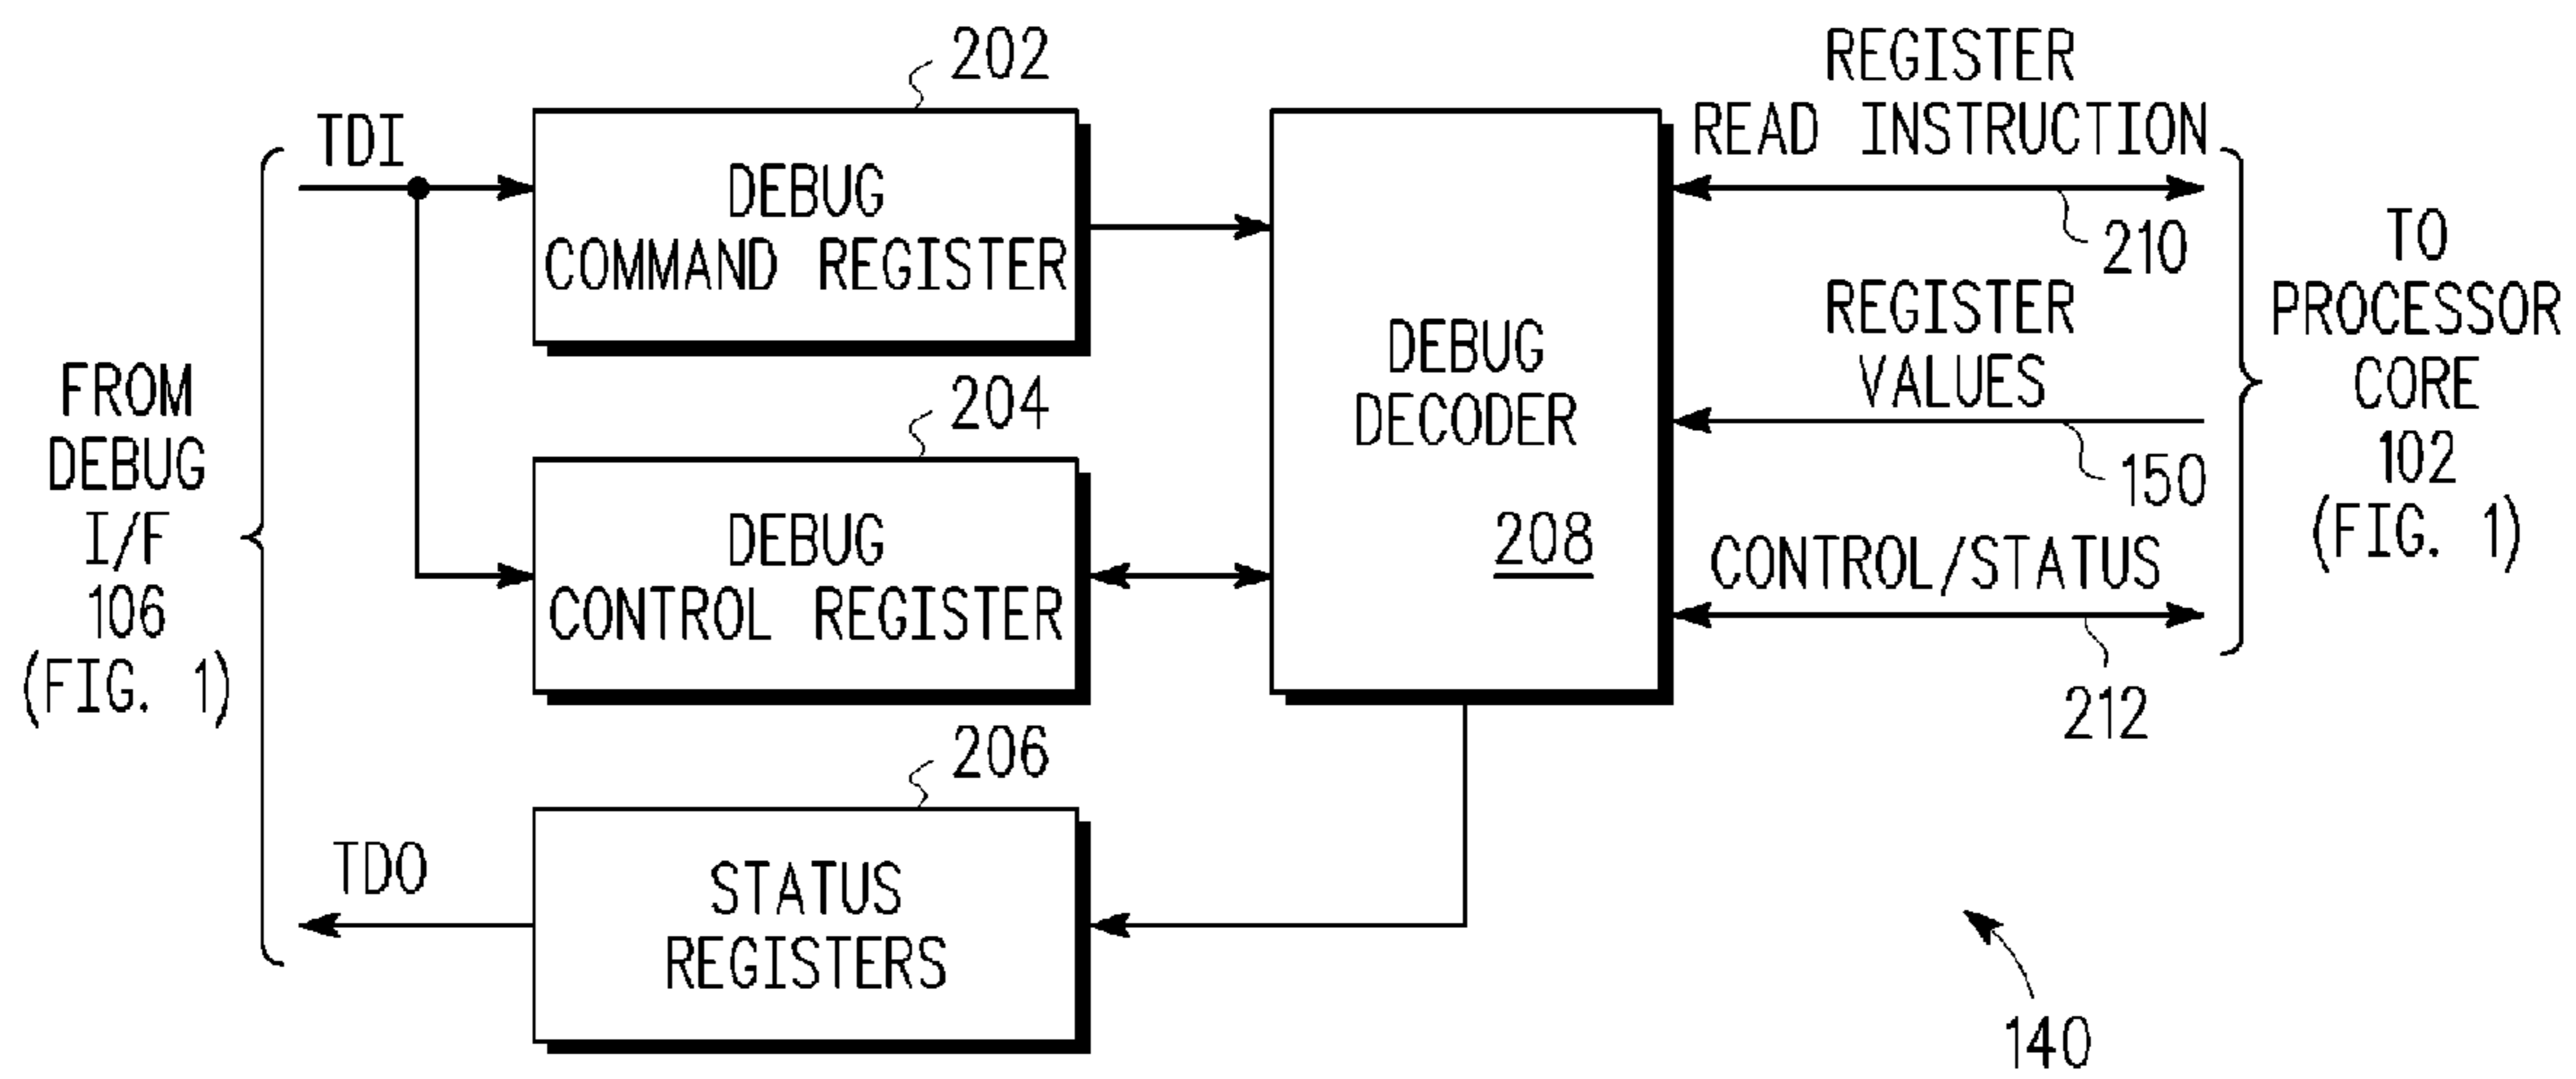 FROM
DEBUG
I/F
106
(FIG. 1)
TDI
TDO
202
DEBUG
COMMAND REGISTER
204
DEBUG
CONTROL REGISTER
206
STATUS
REGISTERS
DEBUG
DECODER
208
REGISTER
READ INSTRUCTION
210
REGISTER
VALUES
150
CONTROL/STATUS
212
TO
PROCESSOR
CORE
102
(FIG. 1)
140